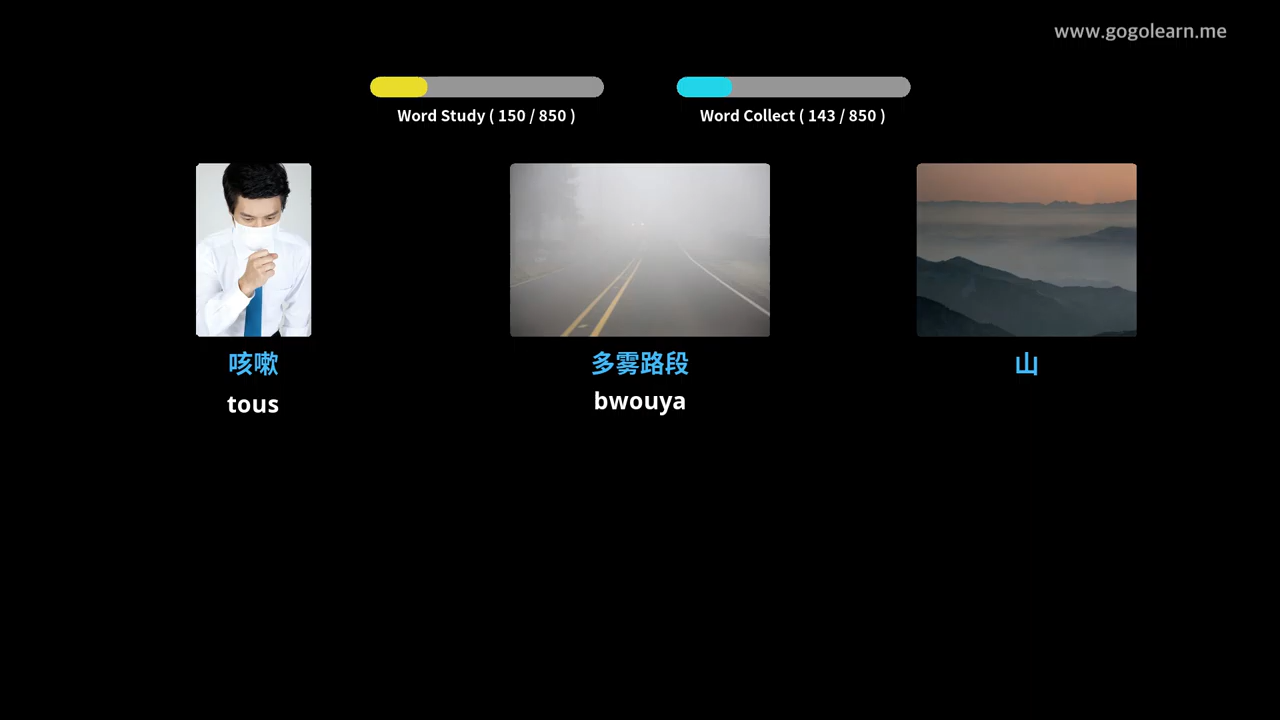 www.gogolearn.me
Word Study ( 150 / 850 )
Word Collect ( 143 / 850 )
咳嗽
多雾路段
山
tous
bwouya